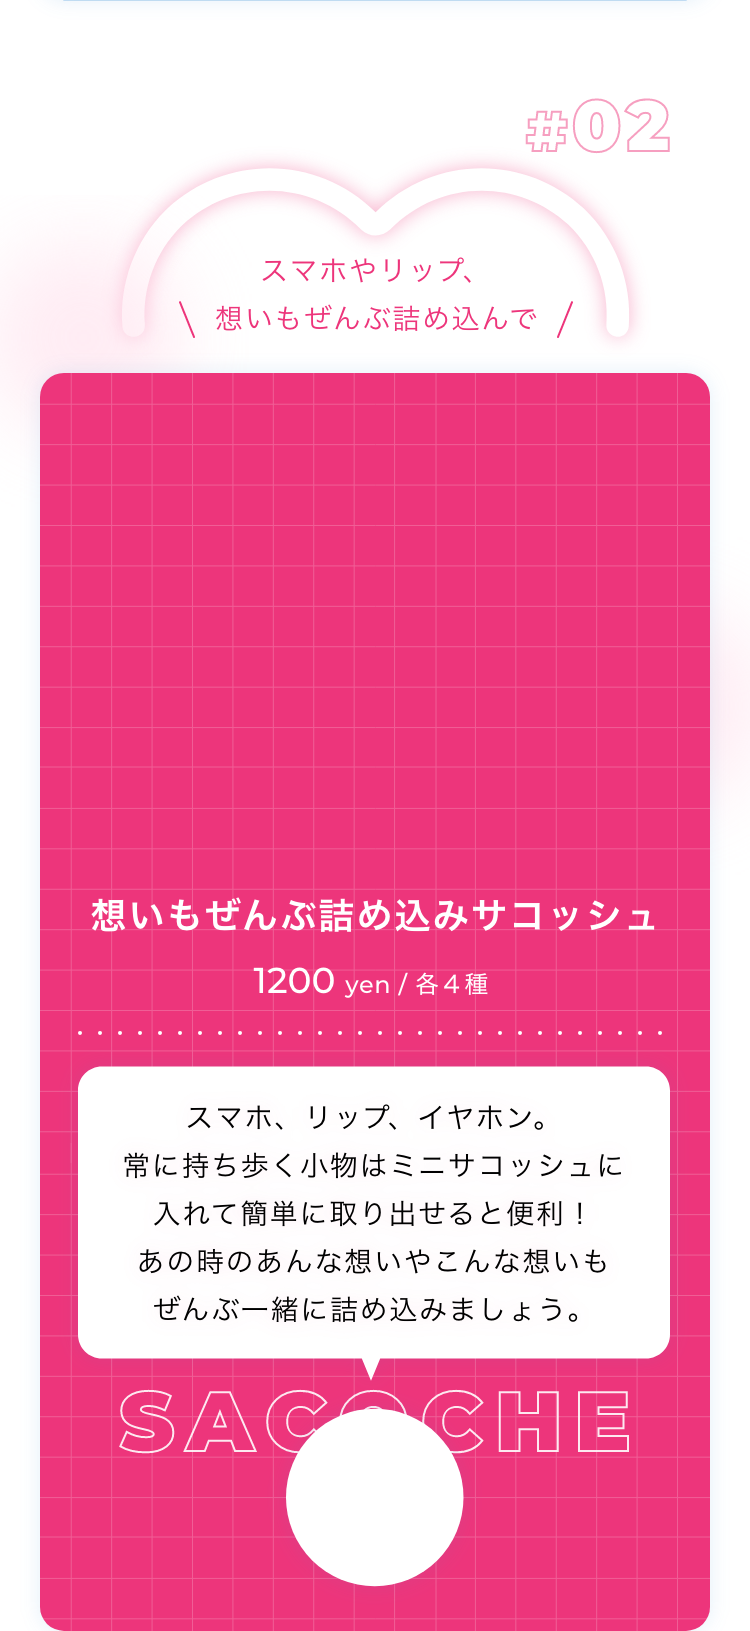 #02
スマホやリップ、
\ 想いもぜんぶ詰め込んで /
想いもぜんぶ詰め込みサコッシュ
1200 yen / 各4種
スマホ、リップ、イヤホン。
常に持ち歩く小物はミニサコッシュに
入れて簡単に取り出せると便利！
あの時のあんな想いやこんな想いも
ぜんぶ一緒に詰め込みましょう。
SACOCHE